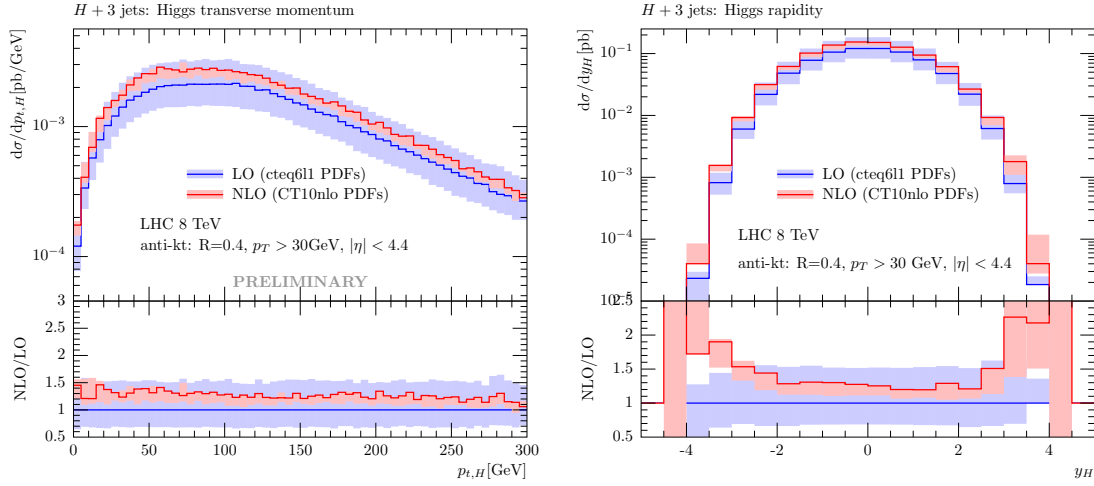 H + 3 jets: Higgs transverse momentum
dσ/dp_{t,H}[pb/GeV]
10^{-3}
10^{-4}
LO (cteq6l1 PDFs)
NLO (CT10nlo PDFs)
LHC 8 TeV
anti-kt: R=0.4, p_T > 30GeV, |η| < 4.4
PRELIMINARY
NLO/LO
3
2.5
2
1.5
1
0.5
0 50 100 150 200 250 300
p_{t,H}[GeV]
H + 3 jets: Higgs rapidity
dσ/dy_H[pb]
10^{-1}
10^{-2}
10^{-3}
10^{-4}
10^{-5}
LO (cteq6l1 PDFs)
NLO (CT10nlo PDFs)
LHC 8 TeV
anti-kt: R=0.4, p_T > 30 GeV, |η| < 4.4
NLO/LO
2.5
2
1.5
1
0.5
-4 -2 0 2 4
y_H